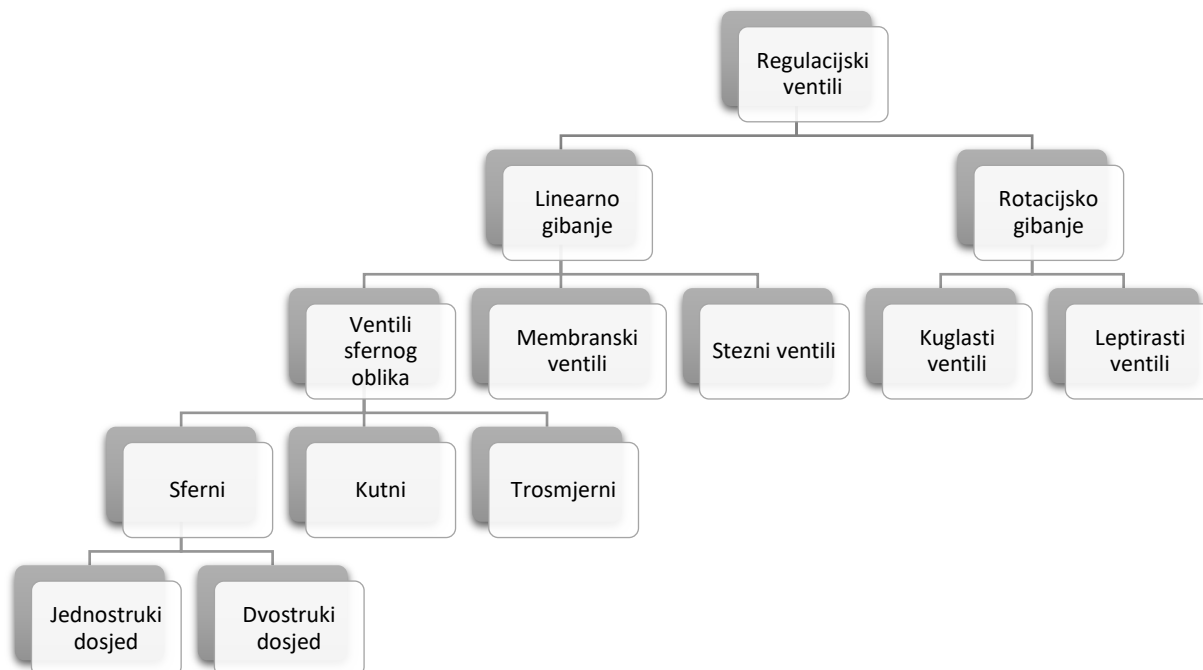 Regulacijski
ventili
Linearno
gibanje
Rotacijsko
gibanje
Ventili
sfernog
oblika
Membranski
ventili
Stezni ventili
Kuglasti
ventili
Leptirasti
ventili
Sferni
Kutni
Trosmjerni
Jednostruki
dosjed
Dvostruki
dosjed